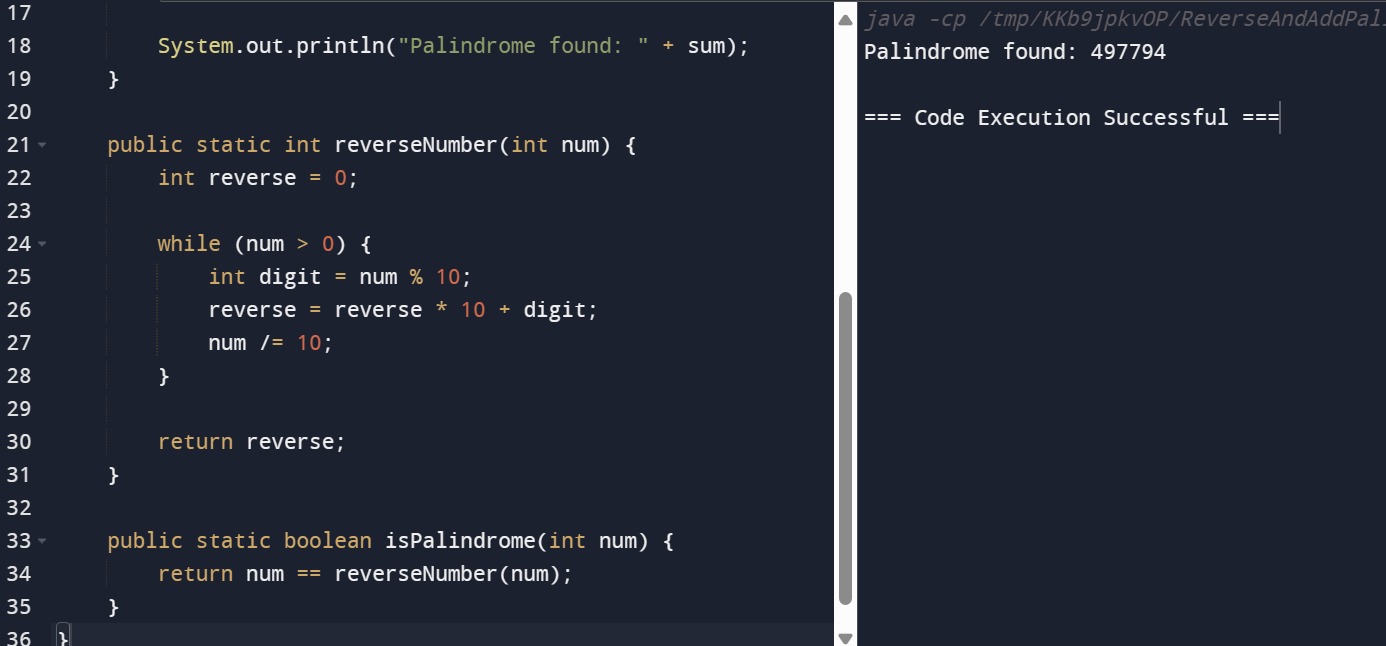 17
18 System.out.println("Palindrome found: " + sum);
19 }
20
21 public static int reverseNumber(int num) {
22 int reverse = 0;
23
24 while (num > 0) {
25 int digit = num % 10;
26 reverse = reverse * 10 + digit;
27 num /= 10;
28 }
29
30 return reverse;
31 }
32
33 public static boolean isPalindrome(int num) {
34 return num == reverseNumber(num);
35 }
36 }
java -cp /tmp/KKb9jpkvOP/ReverseAndAddPal
Palindrome found: 497794
=== Code Execution Successful ===